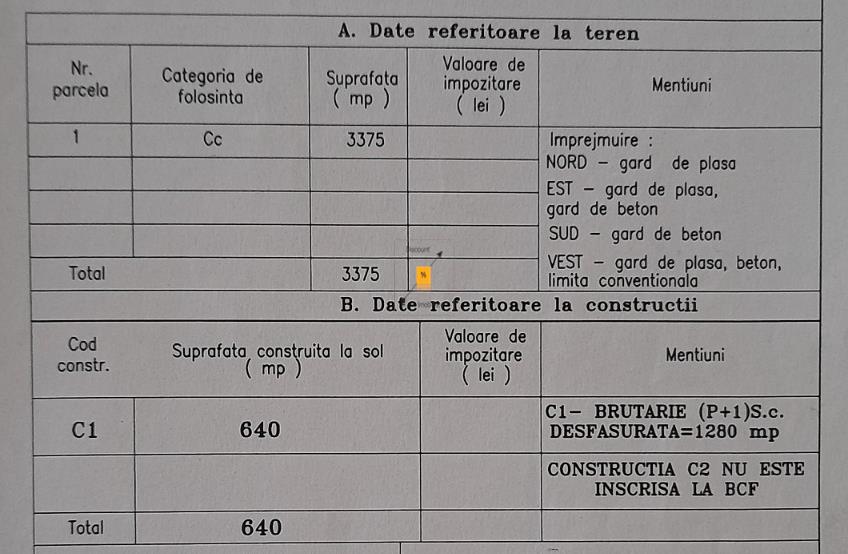 A. Date referitoare la teren
Nr.
parcela
Categoria de
folosinta
Suprafata
( mp )
Valoare de
impozitare
( lei )
Mentiuni
1
Cc
3375
Imprejmuire :
NORD – gard de plasa
EST – gard de plasa,
gard de beton
SUD – gard de beton
VEST – gard de plasa, beton,
limita conventionala
Total
3375
Discount
%
B. Date referitoare la constructii
Cod
constr.
Suprafata construita la sol
( mp )
Valoare de
impozitare
( lei )
Mentiuni
C1
640
C1– BRUTARIE (P+1)S.c.
DESFASURATA=1280 mp
CONSTRUCTIA C2 NU ESTE
INSCRISA LA BCF
Total
640